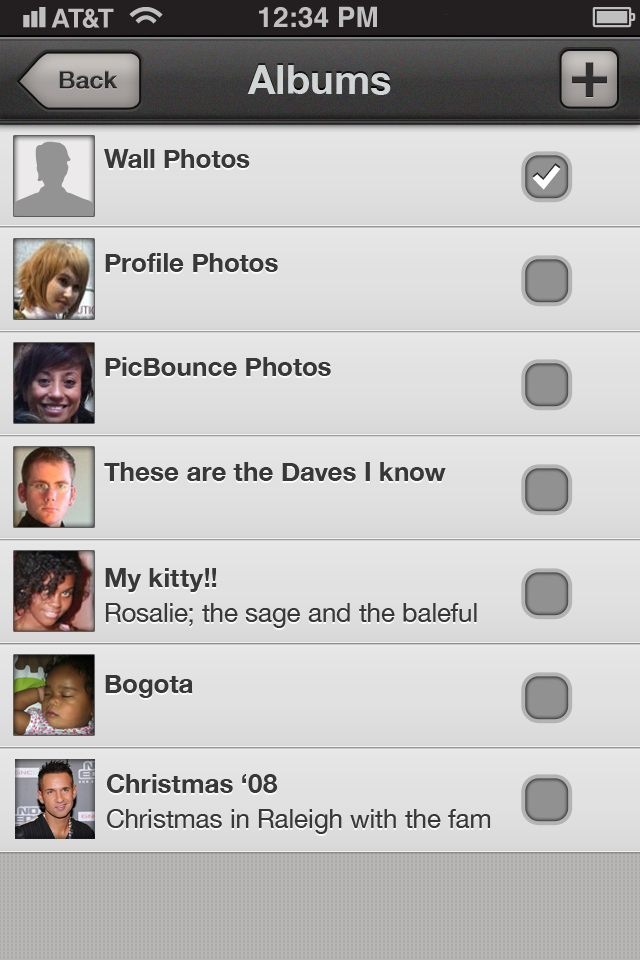 AT&T 12:34 PM
Back Albums
Wall Photos
Profile Photos
PicBounce Photos
These are the Daves I know
My kitty!!
Rosalie; the sage and the baleful
Bogota
Christmas ‘08
Christmas in Raleigh with the fam